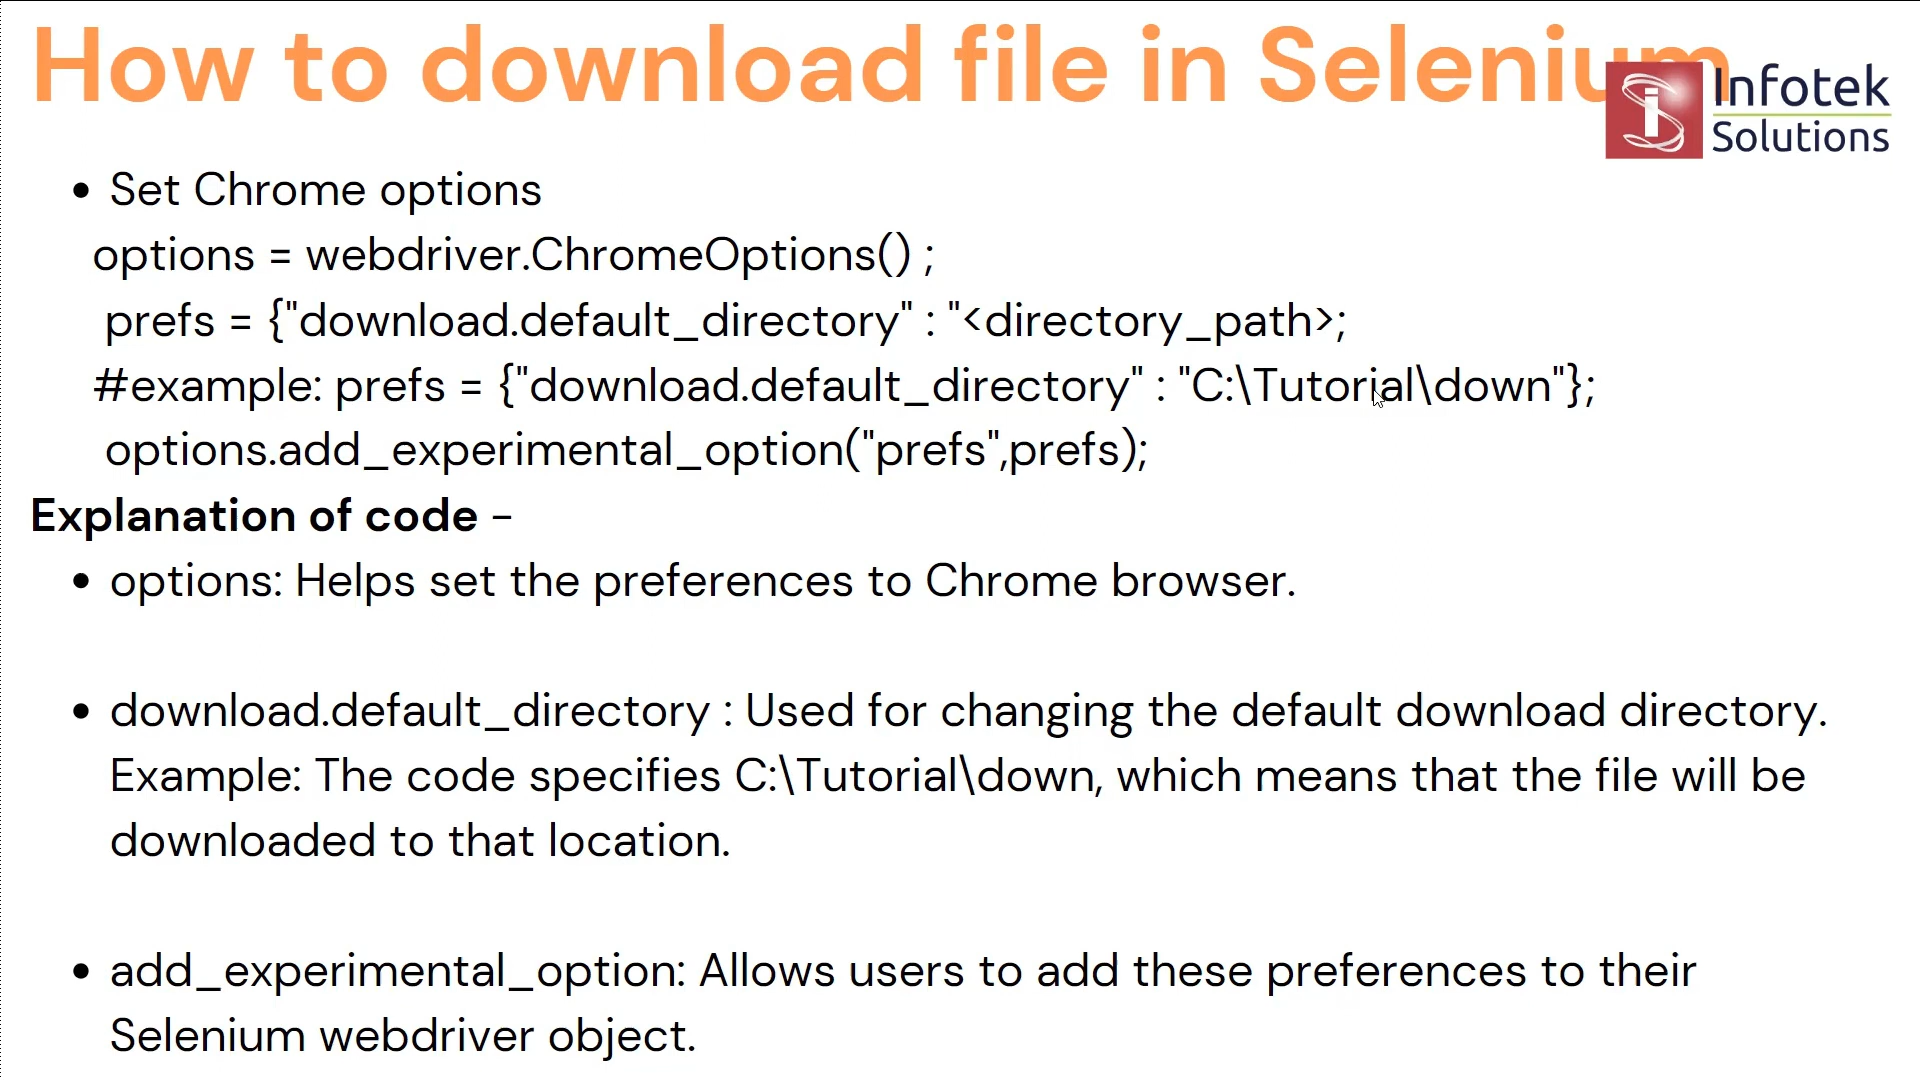 How to download file in Selenium
Infotek
Solutions
• Set Chrome options
options = webdriver.ChromeOptions() ;
prefs = {"download.default_directory" : "<directory_path>;
#example: prefs = {"download.default_directory" : "C:\Tutorial\down"};
options.add_experimental_option("prefs",prefs);
Explanation of code -
• options: Helps set the preferences to Chrome browser.
• download.default_directory : Used for changing the default download directory.
Example: The code specifies C:\Tutorial\down, which means that the file will be
downloaded to that location.
• add_experimental_option: Allows users to add these preferences to their
Selenium webdriver object.